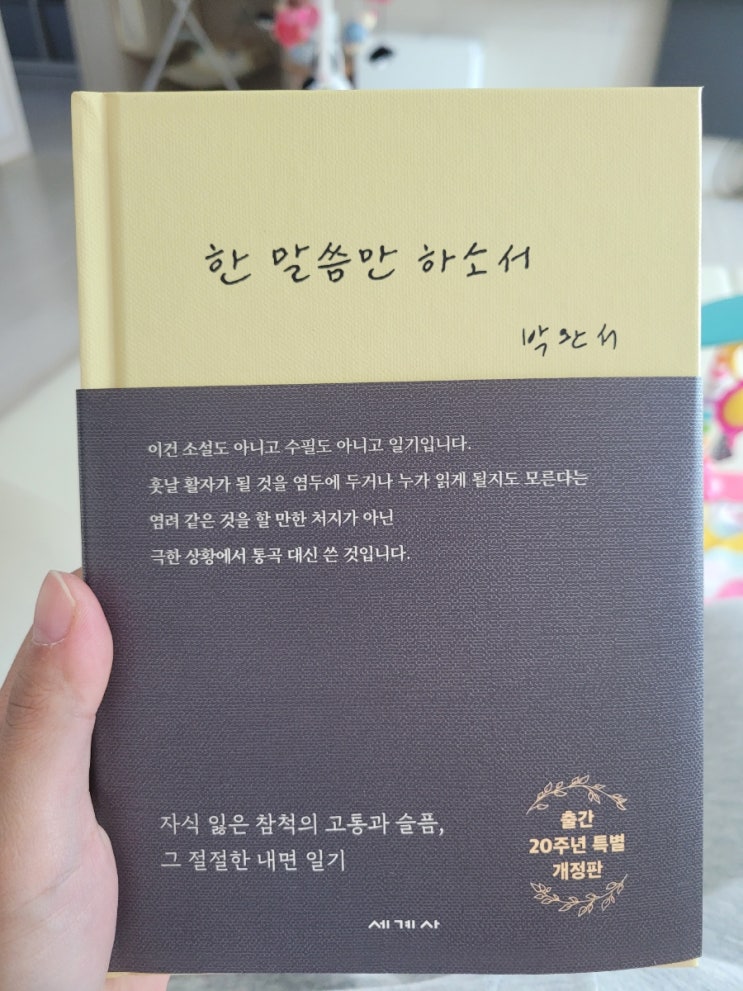 한 말씀만 하소서
박완서
이건 소설도 아니고 수필도 아니고 일기입니다.
훗날 활자가 될 것을 염두에 두거나 누가 읽게 될지도 모른다는
염려 같은 것을 할 만한 처지가 아닌
극한 상황에서 통곡 대신 쓴 것입니다.
자식 잃은 참척의 고통과 슬픔,
그 절절한 내면 일기
출간
20주년 특별
개정판
세계사